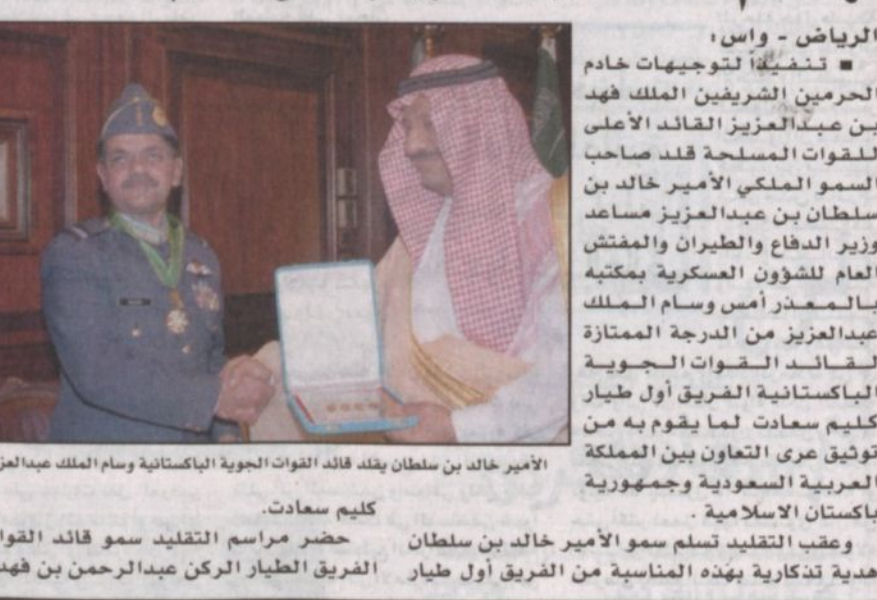 الرياض - واس:
■ تنفيذاً لتوجيهات خادم
الحرمين الشريفين الملك فهد
بن عبدالعزيز القائد الأعلى
للقوات المسلحة قلد صاحب
السمو الملكي الأمير خالد بن
سلطان بن عبدالعزيز مساعد
وزير الدفاع والطيران والمفتش
العام للشؤون العسكرية بمكتبه
بالمعذر أمس وسام الملك
عبدالعزيز من الدرجة الممتازة
لقائد القوات الجوية
الباكستانية الفريق أول طيار
كليم سعادت لما يقوم به من
توثيق عرى التعاون بين المملكة
العربية السعودية وجمهورية
باكستان الاسلامية.
وعقب التقليد تسلم سمو الأمير خالد بن سلطان
هدية تذكارية بهذه المناسبة من الفريق أول طيار
الأمير خالد بن سلطان يقلد قائد القوات الجوية الباكستانية وسام الملك عبدالعز
كليم سعادت.
حضر مراسم التقليد سمو قائد القوا
الفريق الطيار الركن عبدالرحمن بن فهد